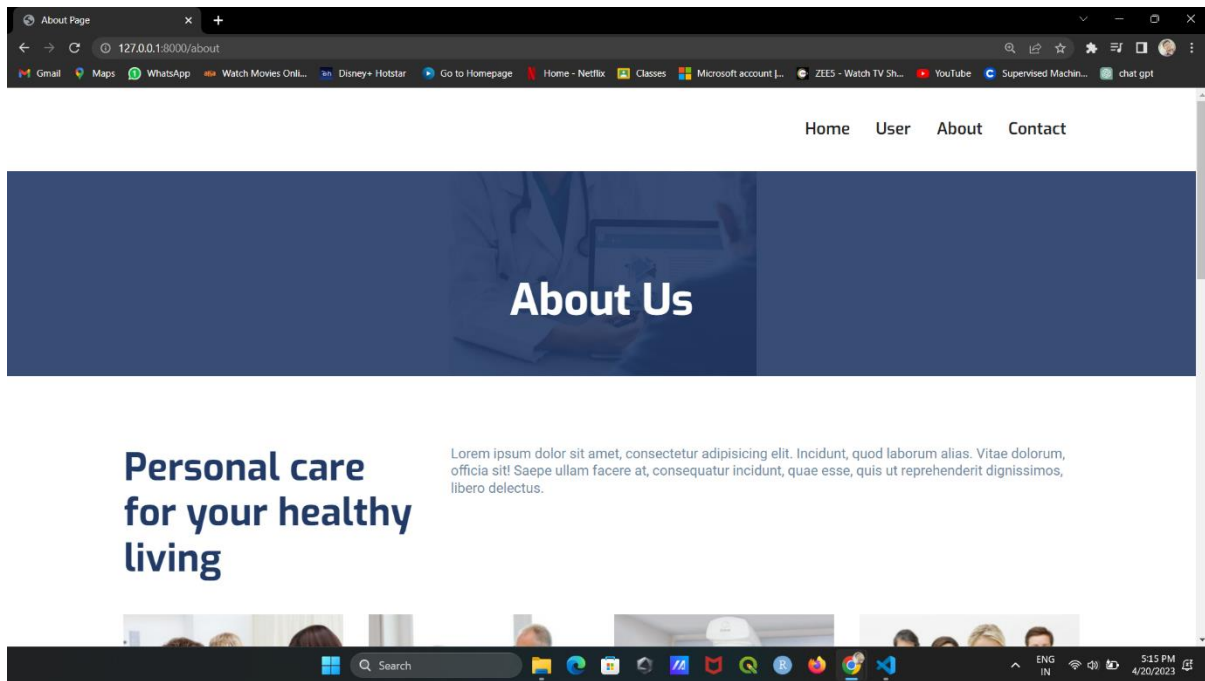 About Page
127.0.0.1:8000/about
Gmail Maps WhatsApp Watch Movies Onli... Disney+ Hotstar Go to Homepage Home - Netflix Classes Microsoft account |... ZEE5 - Watch TV Sh... YouTube Supervised Machin... chat gpt
Home User About Contact
About Us
Personal care
for your healthy
living
Lorem ipsum dolor sit amet, consectetur adipisicing elit. Incidunt, quod laborum alias. Vitae dolorum,
officia sit! Saepe ullam facere at, consequatur incidunt, quae esse, quis ut reprehenderit dignissimos,
libero delectus.
Search
ENG
IN
5:15 PM
4/20/2023